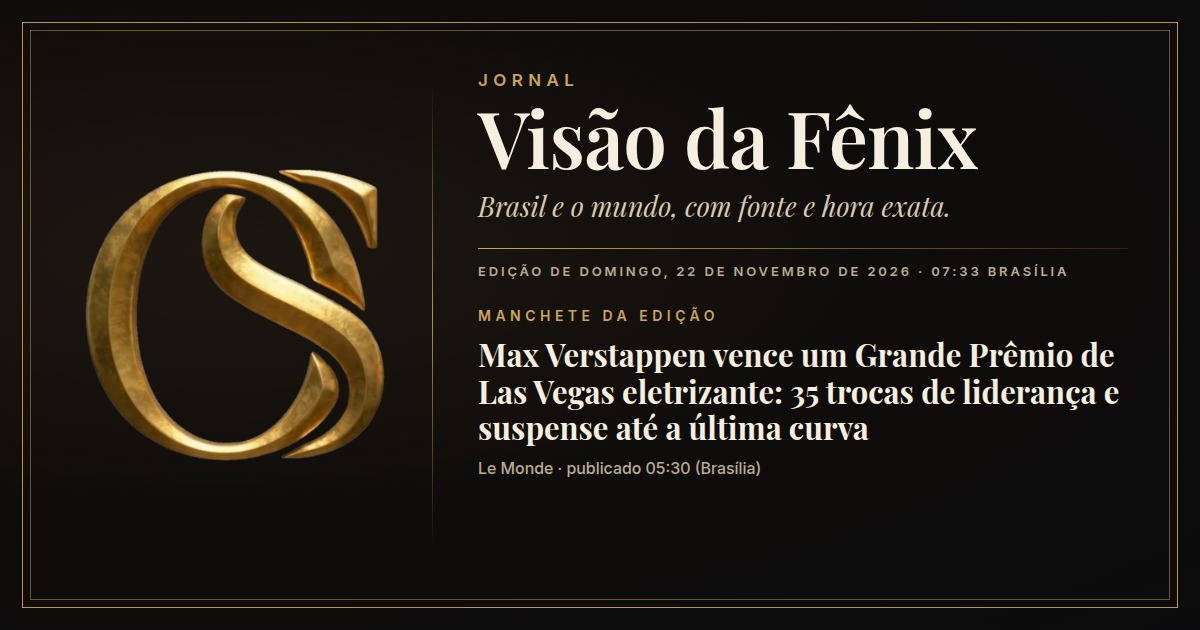 JORNAL
Visão da Fênix
Brasil e o mundo, com fonte e hora exata.
EDIÇÃO DE DOMINGO, 22 DE NOVEMBRO DE 2026 · 07:33 BRASÍLIA
MANCHETE DA EDIÇÃO
Max Verstappen vence um Grande Prêmio de
Las Vegas eletrizante: 35 trocas de liderança e
suspense até a última curva
Le Monde · publicado 05:30 (Brasília)